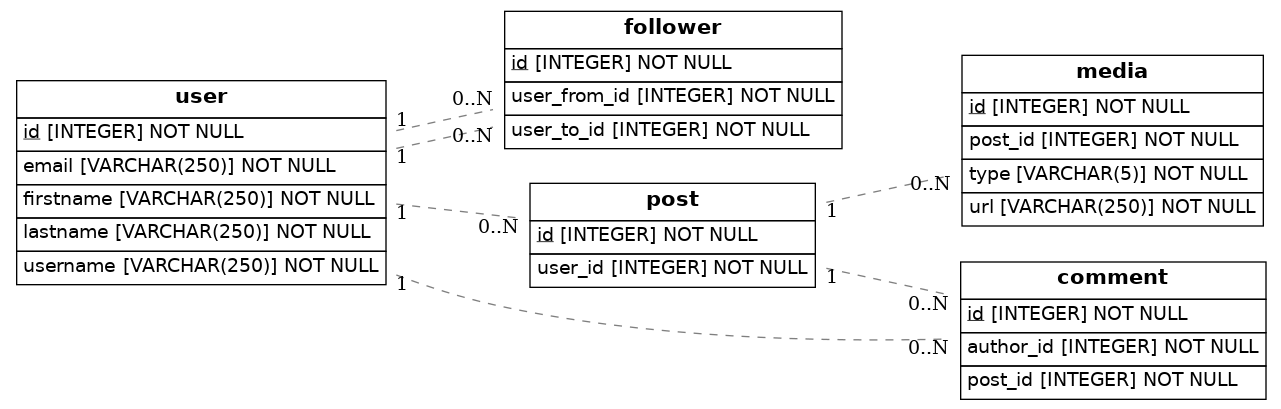 user
id [INTEGER] NOT NULL
email [VARCHAR(250)] NOT NULL
firstname [VARCHAR(250)] NOT NULL
lastname [VARCHAR(250)] NOT NULL
username [VARCHAR(250)] NOT NULL
1
0..N
1
0..N
1
0..N
1
0..N
follower
id [INTEGER] NOT NULL
user_from_id [INTEGER] NOT NULL
user_to_id [INTEGER] NOT NULL
post
id [INTEGER] NOT NULL
user_id [INTEGER] NOT NULL
1
0..N
1
0..N
media
id [INTEGER] NOT NULL
post_id [INTEGER] NOT NULL
type [VARCHAR(5)] NOT NULL
url [VARCHAR(250)] NOT NULL
comment
id [INTEGER] NOT NULL
author_id [INTEGER] NOT NULL
post_id [INTEGER] NOT NULL